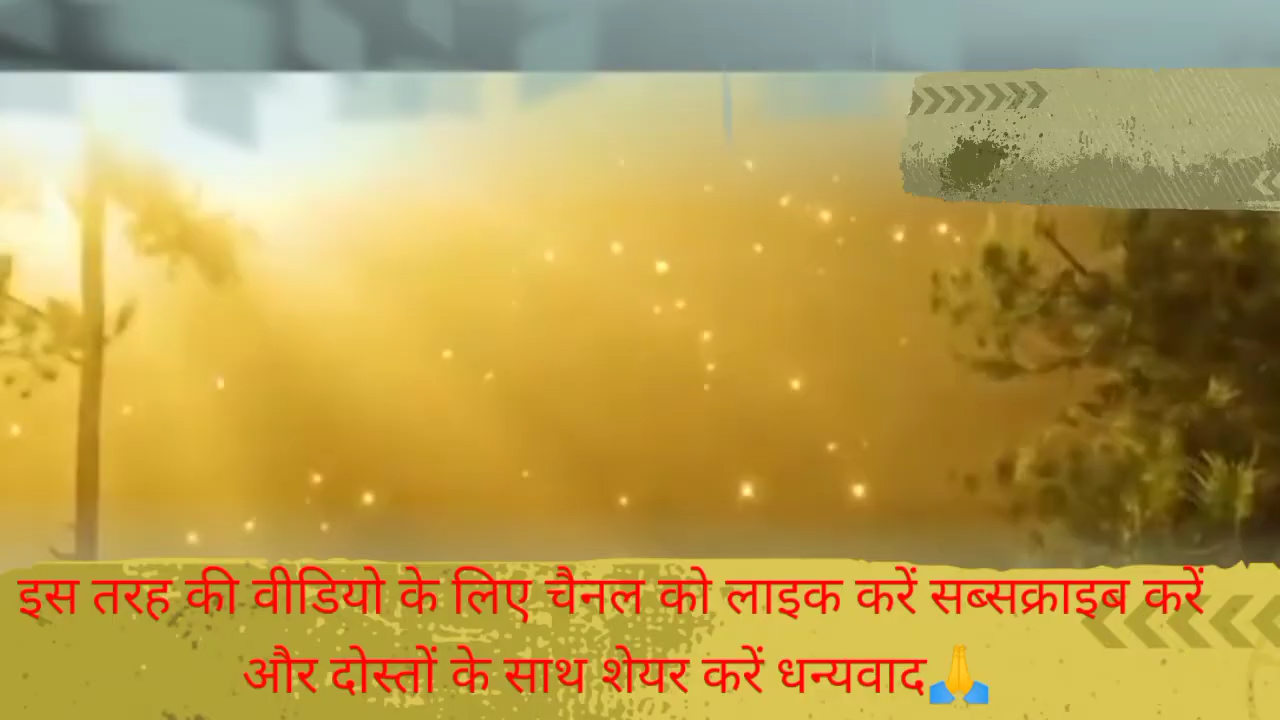 इस तरह की वीडियो के लिए चैनल को लाइक करें सब्सक्राइब करें
और दोस्तों के साथ शेयर करें धन्यवाद🙏